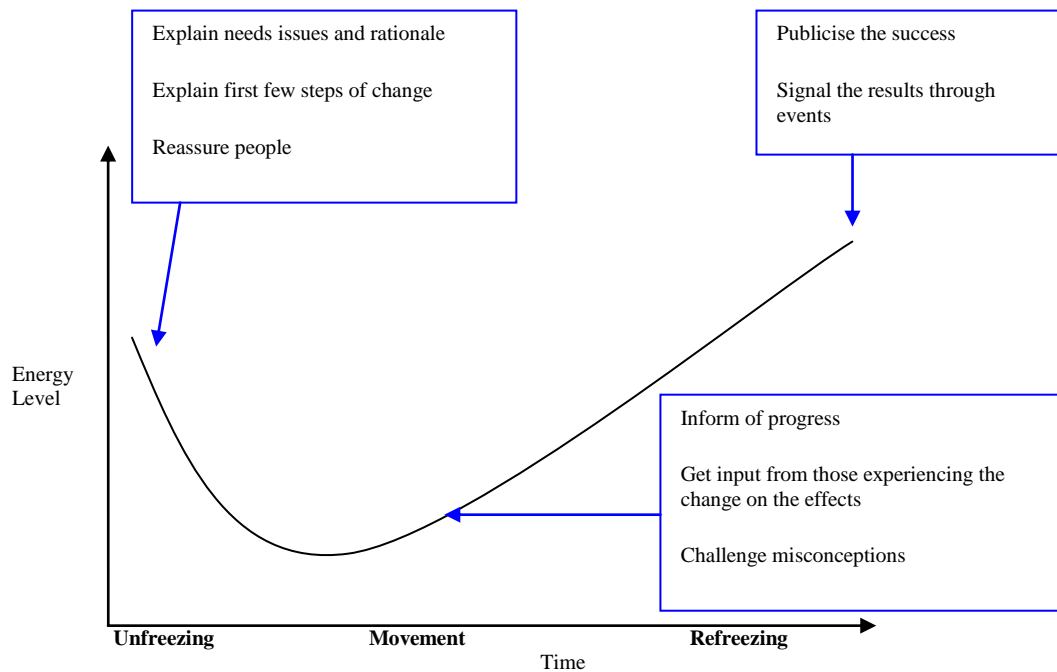 Explain needs issues and rationale
Explain first few steps of change
Reassure people
Publicise the success
Signal the results through
events
Energy
Level
Inform of progress
Get input from those experiencing the
change on the effects
Challenge misconceptions
Unfreezing
Movement
Refreezing
Time